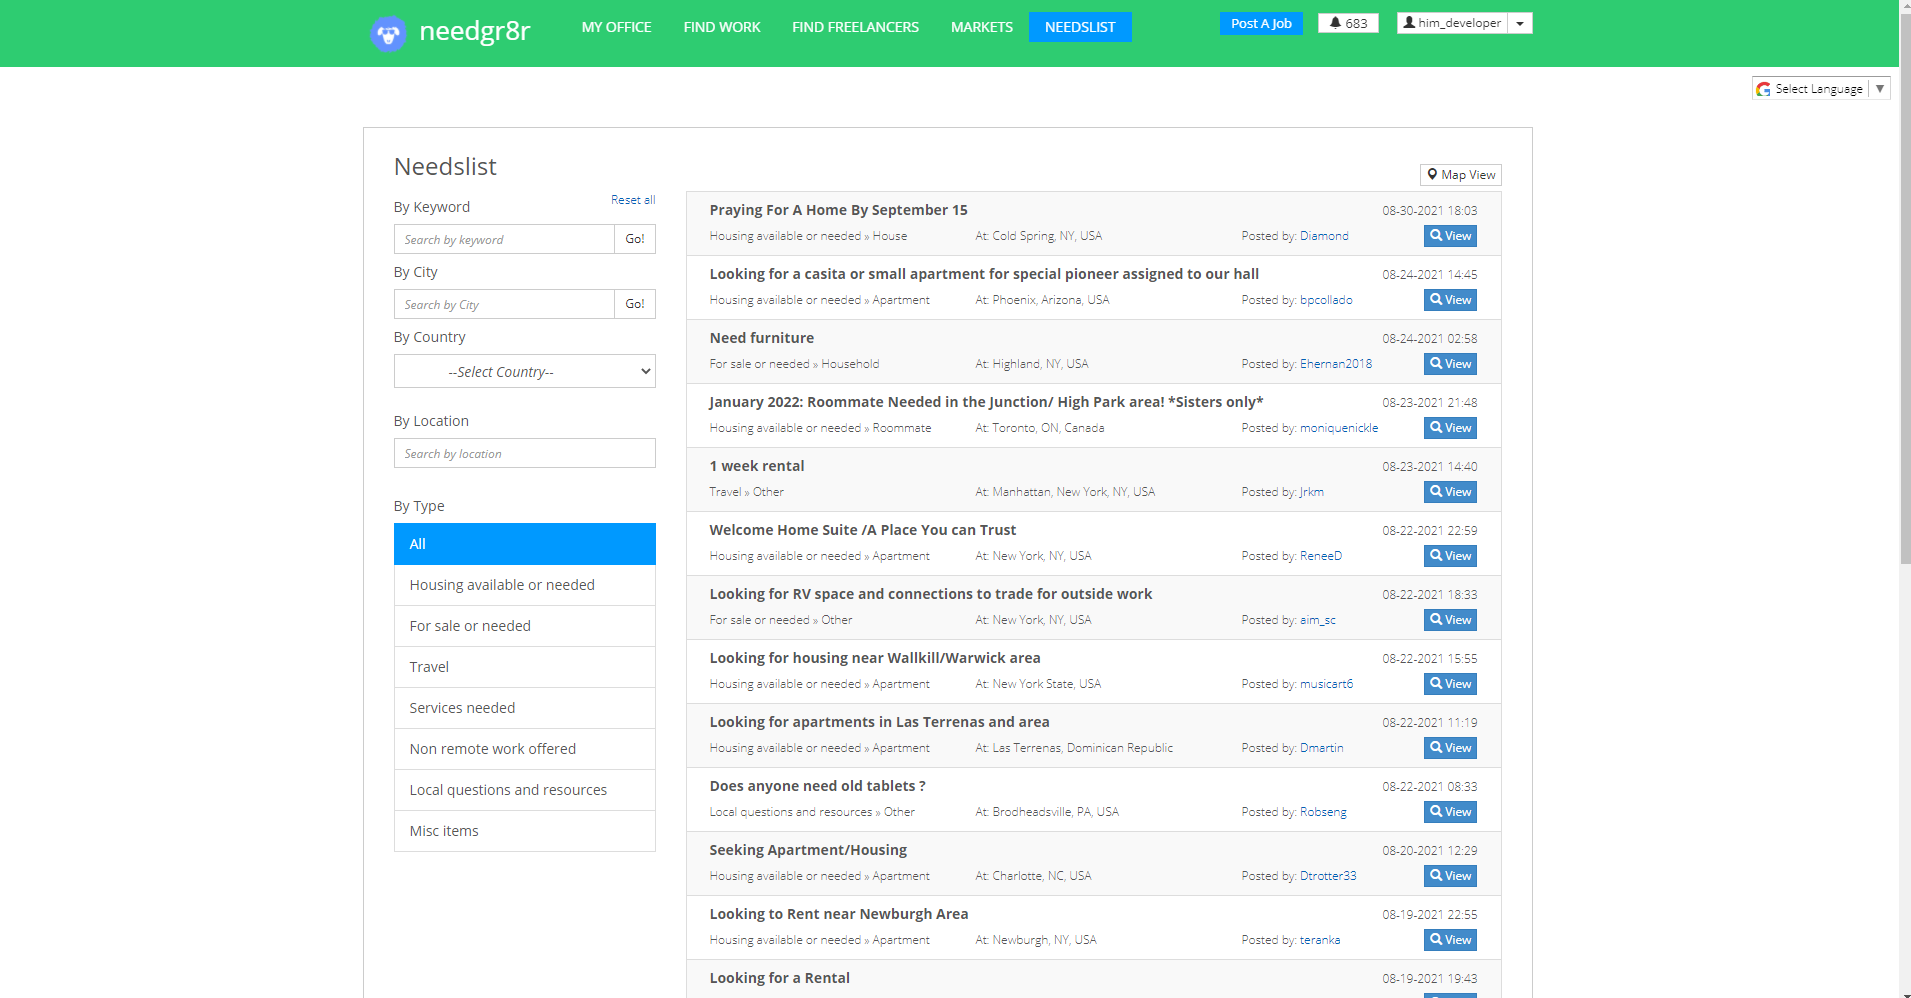 needgr8r MY OFFICE FIND WORK FIND FREELANCERS MARKETS NEEDSLIST Post A Job 683 him_developer
Select Language ▼
Needslist
Map View
By Keyword Reset all
Search by keyword Go!
By City
Search by City Go!
By Country
--Select Country--
By Location
Search by location
By Type
All
Housing available or needed
For sale or needed
Travel
Services needed
Non remote work offered
Local questions and resources
Misc items
Praying For A Home By September 15 08-30-2021 18:03
Housing available or needed » House At: Cold Spring, NY, USA Posted by: Diamond View
Looking for a casita or small apartment for special pioneer assigned to our hall 08-24-2021 14:45
Housing available or needed » Apartment At: Phoenix, Arizona, USA Posted by: bpcollado View
Need furniture 08-24-2021 02:58
For sale or needed » Household At: Highland, NY, USA Posted by: Ehernan2018 View
January 2022: Roommate Needed in the Junction/ High Park area! *Sisters only* 08-23-2021 21:48
Housing available or needed » Roommate At: Toronto, ON, Canada Posted by: moniquenickle View
1 week rental 08-23-2021 14:40
Travel » Other At: Manhattan, New York, NY, USA Posted by: Jrkm View
Welcome Home Suite /A Place You can Trust 08-22-2021 22:59
Housing available or needed » Apartment At: New York, NY, USA Posted by: ReneeD View
Looking for RV space and connections to trade for outside work 08-22-2021 18:33
For sale or needed » Other At: New York, NY, USA Posted by: aim_sc View
Looking for housing near Wallkill/Warwick area 08-22-2021 15:55
Housing available or needed » Apartment At: New York State, USA Posted by: musicart6 View
Looking for apartments in Las Terrenas and area 08-22-2021 11:19
Housing available or needed » Apartment At: Las Terrenas, Dominican Republic Posted by: Dmartin View
Does anyone need old tablets ? 08-22-2021 08:33
Local questions and resources » Other At: Brodheadsville, PA, USA Posted by: Robseng View
Seeking Apartment/Housing 08-20-2021 12:29
Housing available or needed » Apartment At: Charlotte, NC, USA Posted by: Dtrotter33 View
Looking to Rent near Newburgh Area 08-19-2021 22:55
Housing available or needed » Apartment At: Newburgh, NY, USA Posted by: teranka View
Looking for a Rental 08-19-2021 19:43